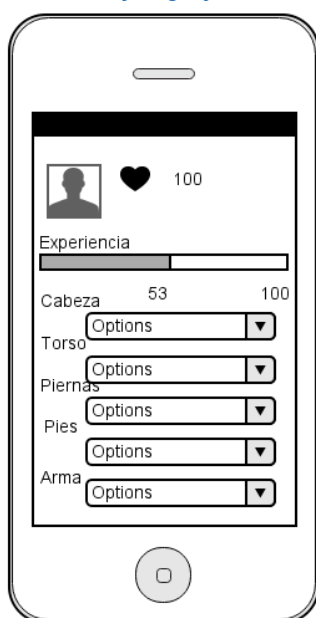 100
Experiencia
53 100
Cabeza
Options
Torso
Options
Piernas
Options
Pies
Options
Arma
Options